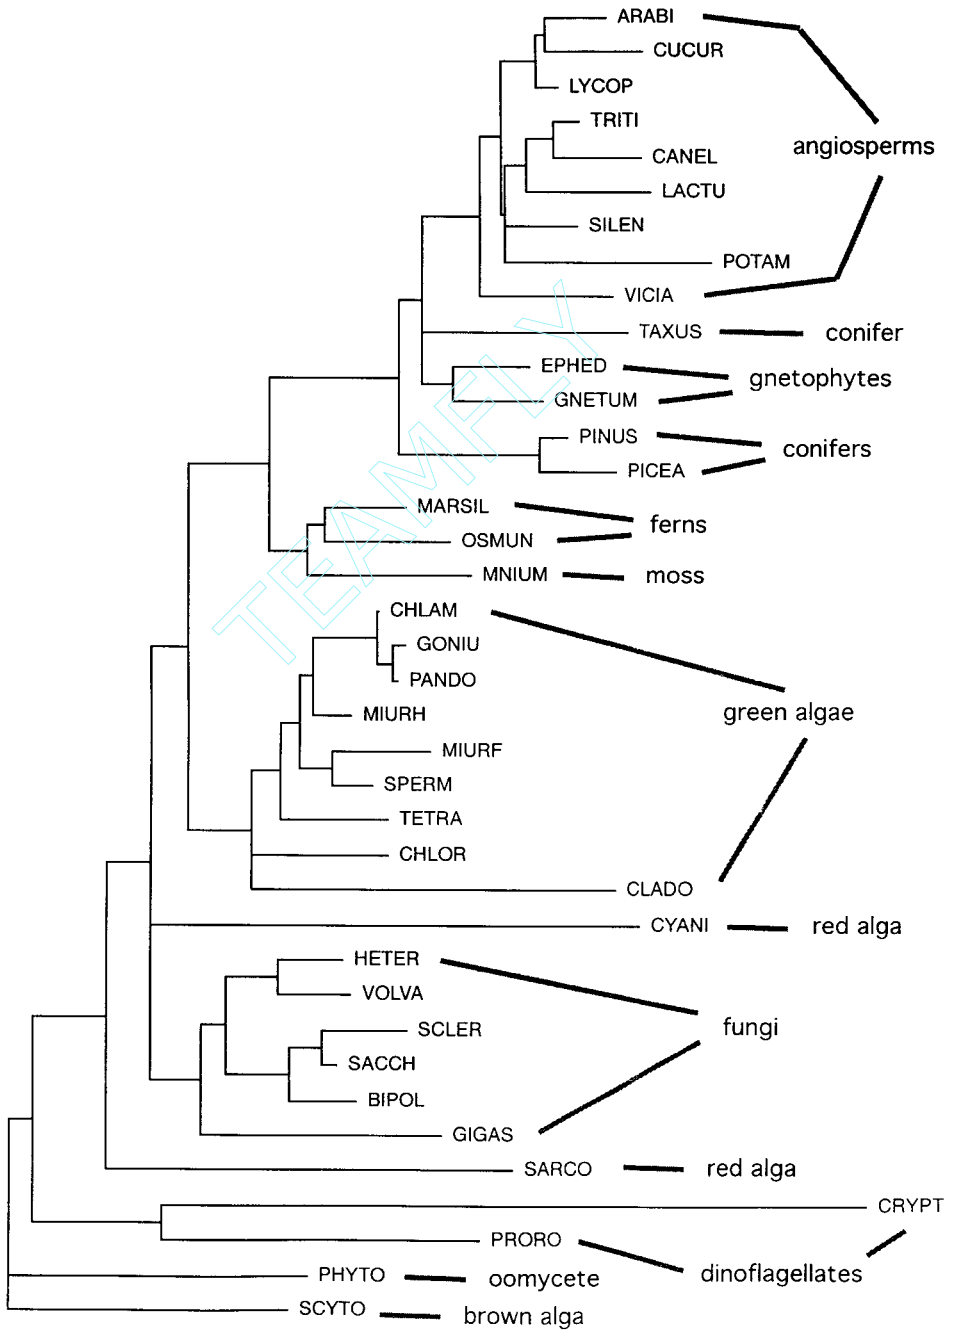 ARABI
CUCUR
LYCOP
TRITI
angiosperms
CANEL
LACTU
SILEN
POTAM
VICIA
TAXUS conifer
EPHED
gnetophytes
GNETUM
PINUS
conifers
PICEA
MARSIL
ferns
OSMUN
MNIUM moss
CHLAM
GONIU
PANDO
green algae
MIURH
MIURF
SPERM
TETRA
CHLOR
CLADO
CYANI red alga
HETER
VOLVA
fungi
SCLER
SACCH
BIPOL
GIGAS
SARCO red alga
CRYPT
PRORO
dinoflagellates
PHYTO oomycete
SCYTO brown alga
TEAMFLY